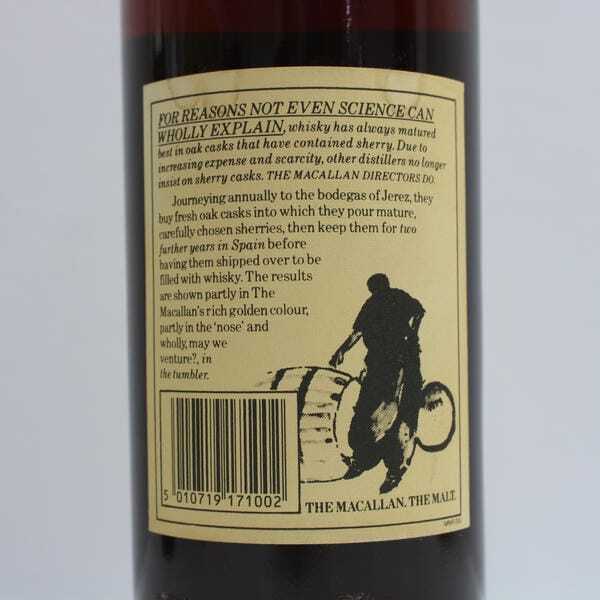 FOR REASONS NOT EVEN SCIENCE CAN
WHOLLY EXPLAIN, whisky has always matured
best in oak casks that have contained sherry. Due to
increasing expense and scarcity, other distillers no longer
insist on sherry casks. THE MACALLAN DIRECTORS DO.
Journeying annually to the bodegas of Jerez, they
buy fresh oak casks into which they pour mature,
carefully chosen sherries, then keep them for two
further years in Spain before
having them shipped over to be
filled with whisky. The results
are shown partly in The
Macallan's rich golden colour,
partly in the 'nose' and
wholly, may we
venture?, in
the tumbler.
5 010719 171002
THE MACALLAN. THE MALT.